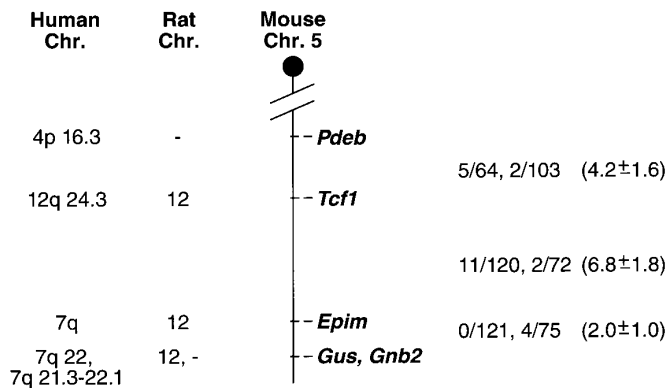 Human Rat Mouse
Chr. Chr. Chr. 5
4p 16.3 - Pdeb
5/64, 2/103 (4.2±1.6)
12q 24.3 12 Tcf1
11/120, 2/72 (6.8±1.8)
7q 12 Epim
0/121, 4/75 (2.0±1.0)
7q 22, 12, - Gus, Gnb2
7q 21.3-22.1